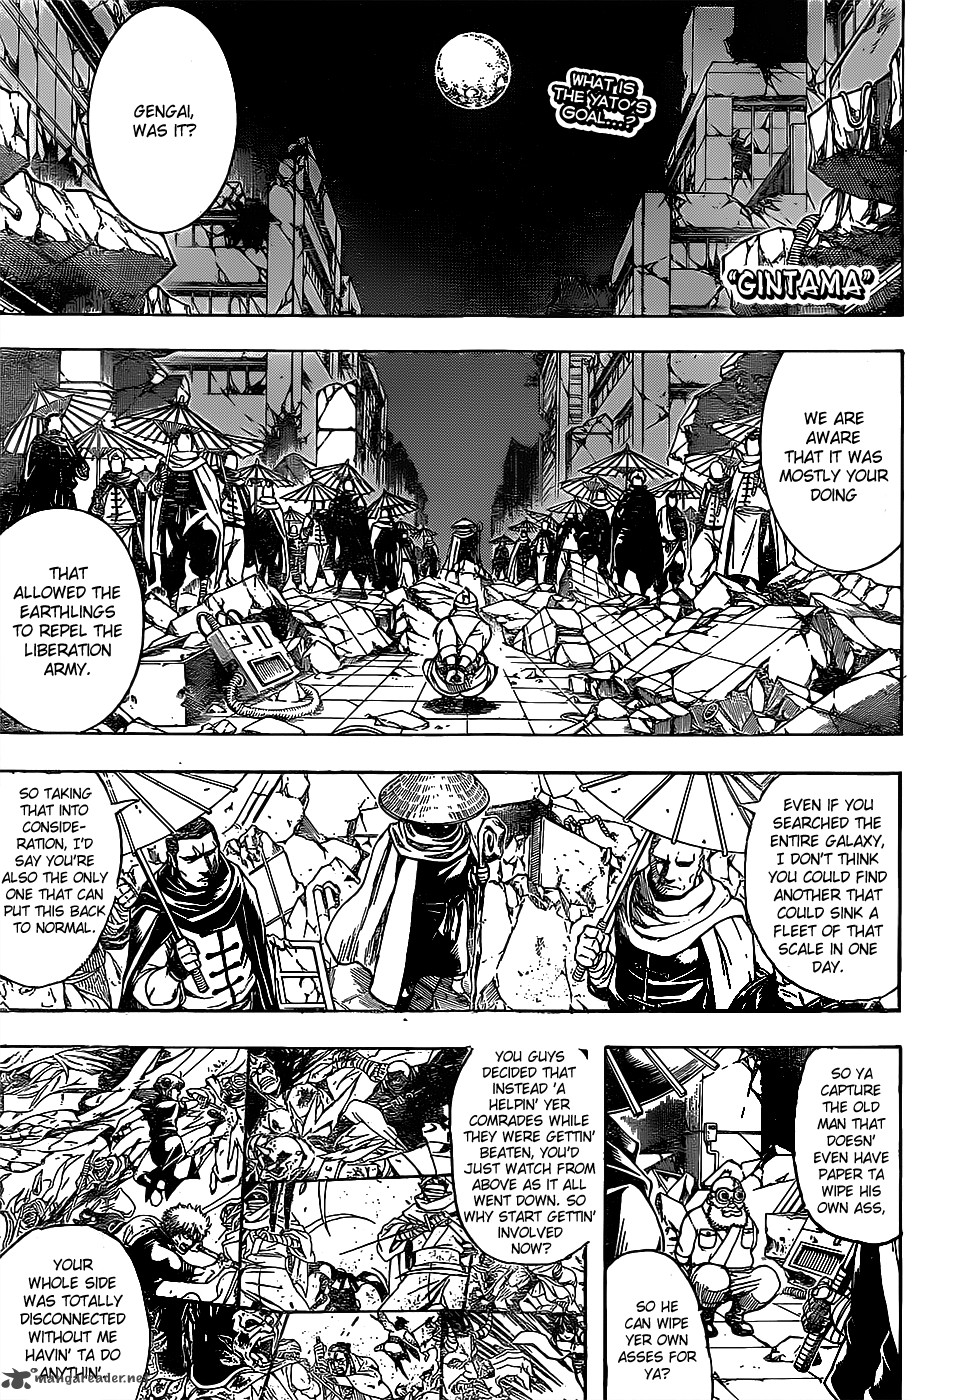 WHAT IS
THE YATO'S
GOAL...?
"GINTAMA"
GENGAI,
WAS IT?
WE ARE
AWARE
THAT IT WAS
MOSTLY YOUR
DOING
THAT
ALLOWED THE
EARTHLINGS
TO REPEL THE
LIBERATION
ARMY.
EVEN IF YOU
SEARCHED THE
ENTIRE GALAXY,
I DON'T THINK
YOU COULD FIND
ANOTHER THAT
COULD SINK A
FLEET OF THAT
SCALE IN ONE
DAY.
SO TAKING
THAT INTO
CONSIDE-
RATION, I'D
SAY YOU'RE
ALSO THE ONLY
ONE THAT CAN
PUT THIS BACK
TO NORMAL.
SO YA
CAPTURE
THE OLD
MAN THAT
DOESN'
EVEN HAVE
PAPER TA
WIPE HIS
OWN ASS,
SO HE
CAN WIPE
YER OWN
ASSES FOR
YA?
YOU GUYS
DECIDED THAT
INSTEAD 'A
HELPIN' YER
COMRADES WHILE
THEY WERE GETTIN'
BEATEN, YOU'D
JUST WATCH FROM
ABOVE AS IT ALL
WENT DOWN. SO
WHY START GETTIN'
INVOLVED
NOW?
YOUR
WHOLE SIDE
WAS TOTALLY
DISCONNECTED
WITHOUT ME
HAVIN' TA DO
ANYTHIN'.
mangareader.net